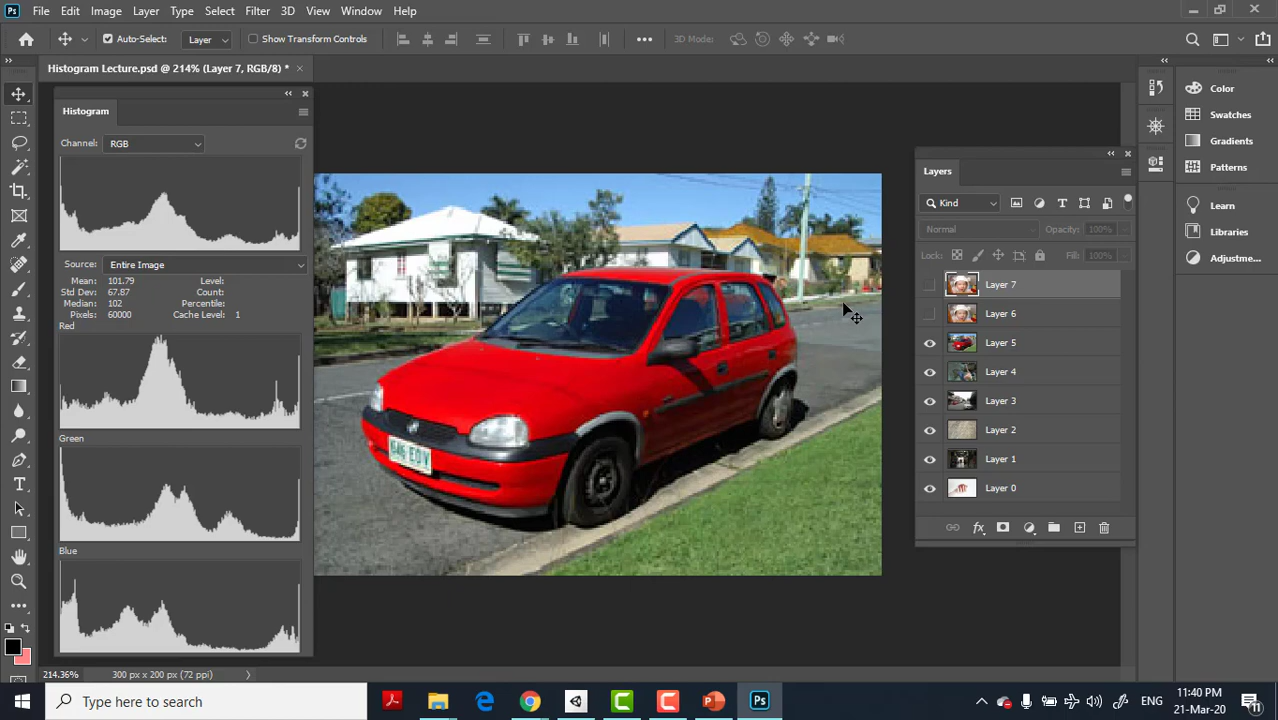 Ps File Edit Image Layer Type Select Filter 3D View Window Help
Auto-Select: Layer Show Transform Controls 3D Mode:
Histogram Lecture.psd @ 214% (Layer 7, RGB/8) *
Histogram
Channel: RGB
Source: Entire Image
Mean: 101.79 Level:
Std Dev: 67.87 Count:
Median: 102 Percentile:
Pixels: 60000 Cache Level: 1
Red
Green
Blue
Layers
Kind
Normal Opacity: 100%
Lock: Fill: 100%
Layer 7
Layer 6
Layer 5
Layer 4
Layer 3
Layer 2
Layer 1
Layer 0
fx
Color
Swatches
Gradients
Patterns
Learn
Libraries
Adjustme...
214.36% 300 px x 200 px (72 ppi)
Type here to search
Ps
ENG
11:40 PM
21-Mar-20
11